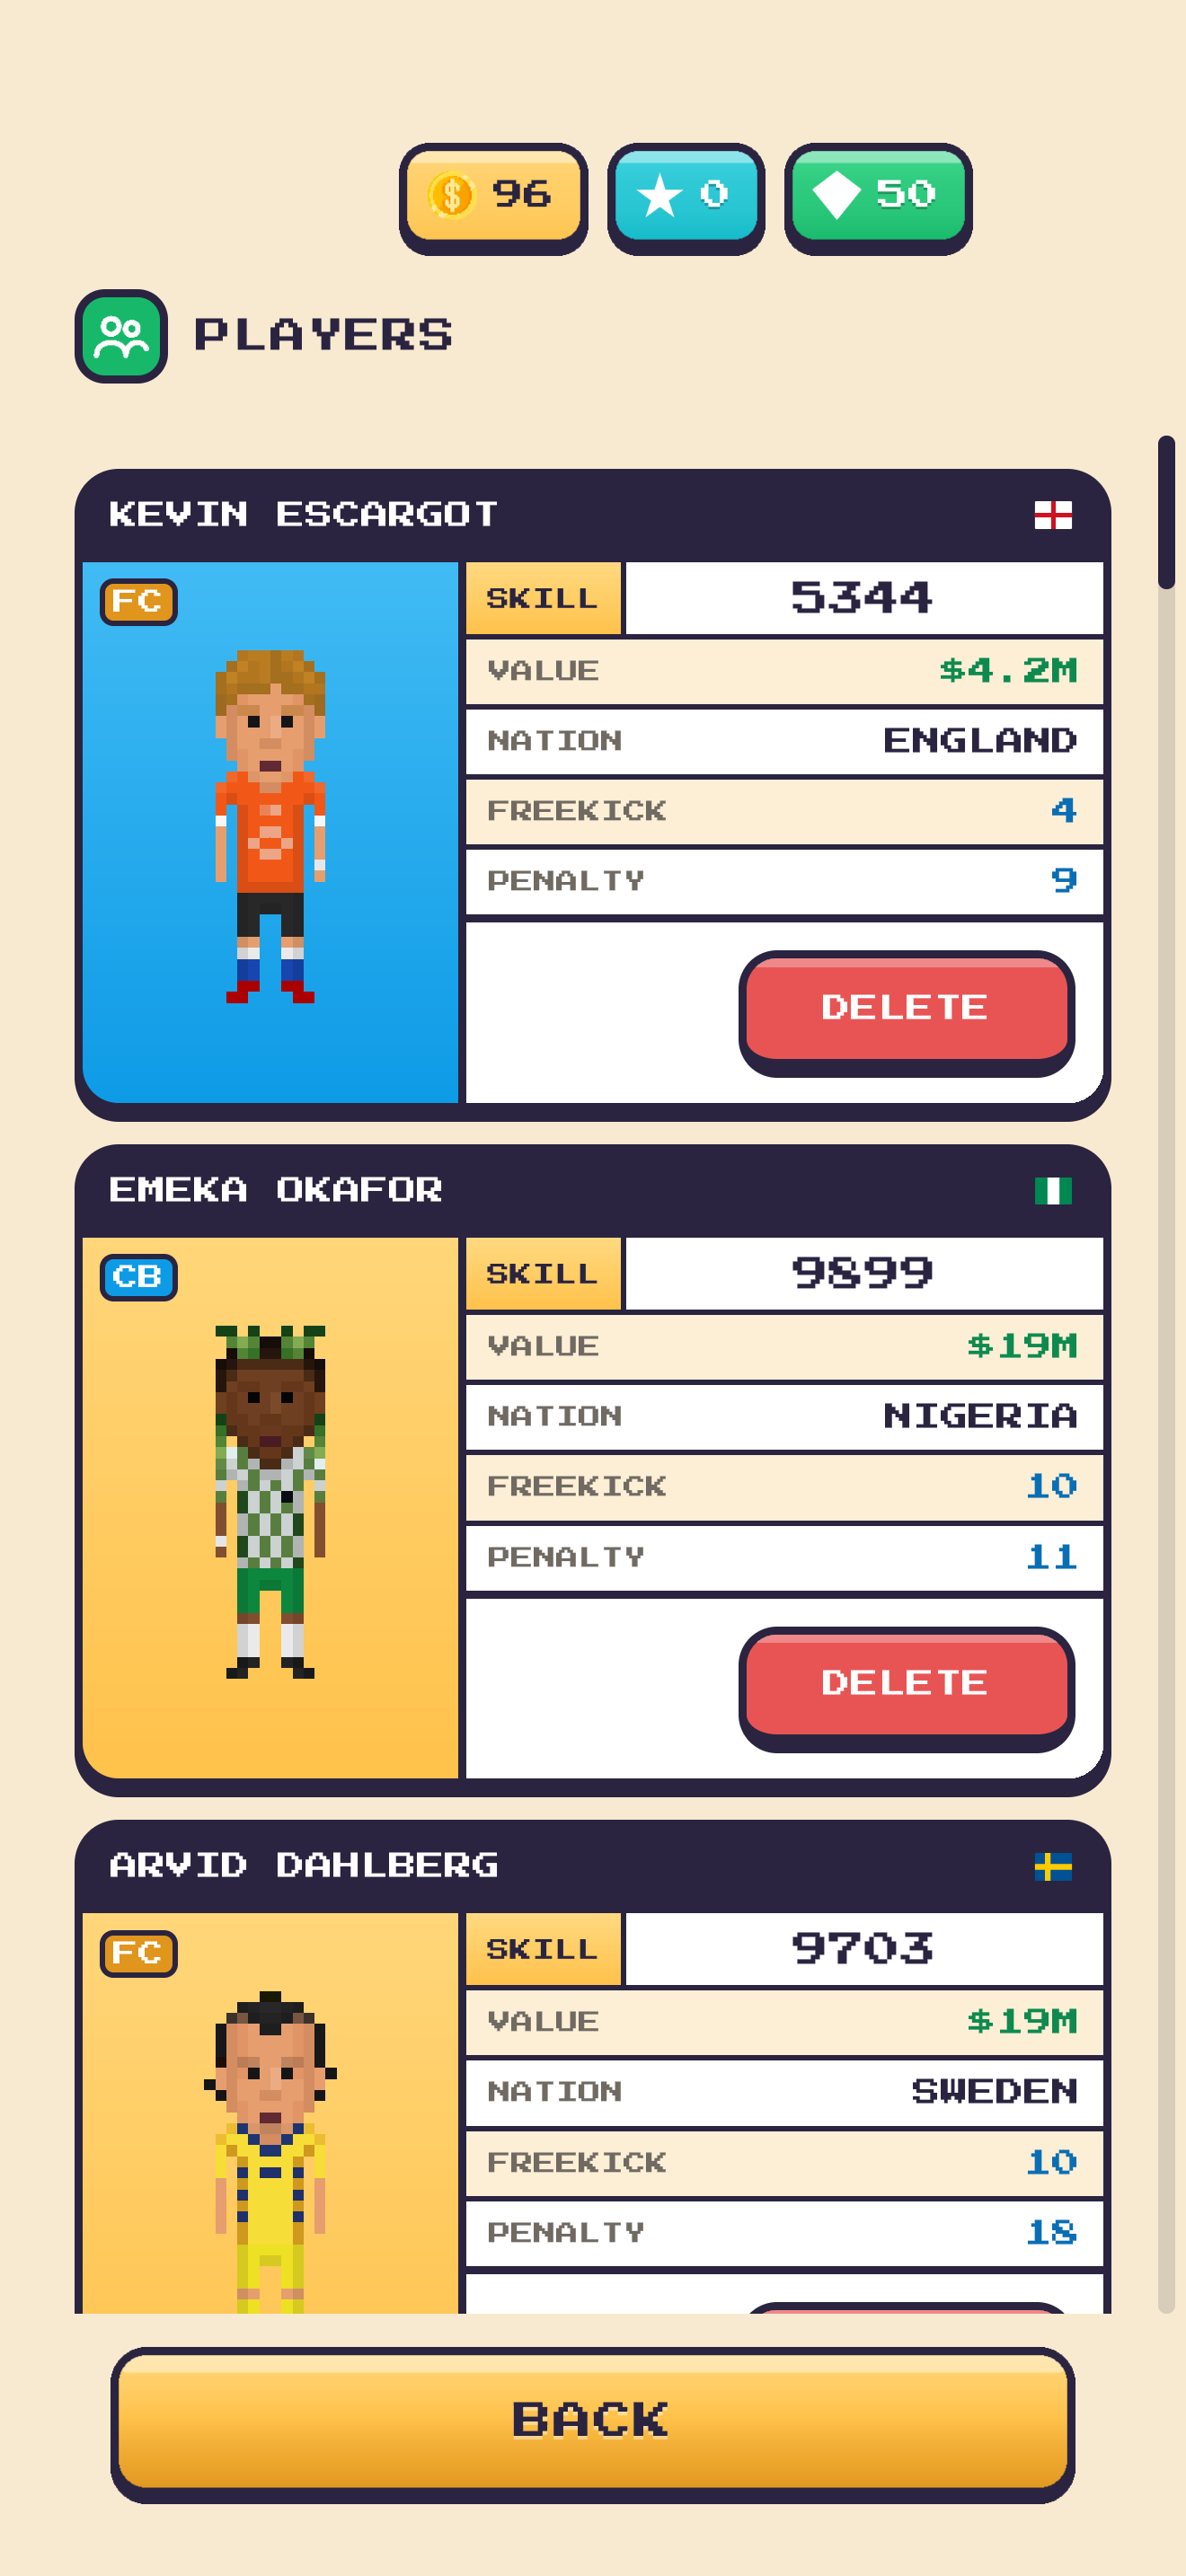 96 0 50
PLAYERS
KEVIN ESCARGOT
FC
SKILL 5344
VALUE $4.2M
NATION ENGLAND
FREEKICK 4
PENALTY 9
DELETE
EMEKA OKAFOR
CB
SKILL 9899
VALUE $19M
NATION NIGERIA
FREEKICK 10
PENALTY 11
DELETE
ARVID DAHLBERG
FC
SKILL 9703
VALUE $19M
NATION SWEDEN
FREEKICK 10
PENALTY 18
BACK